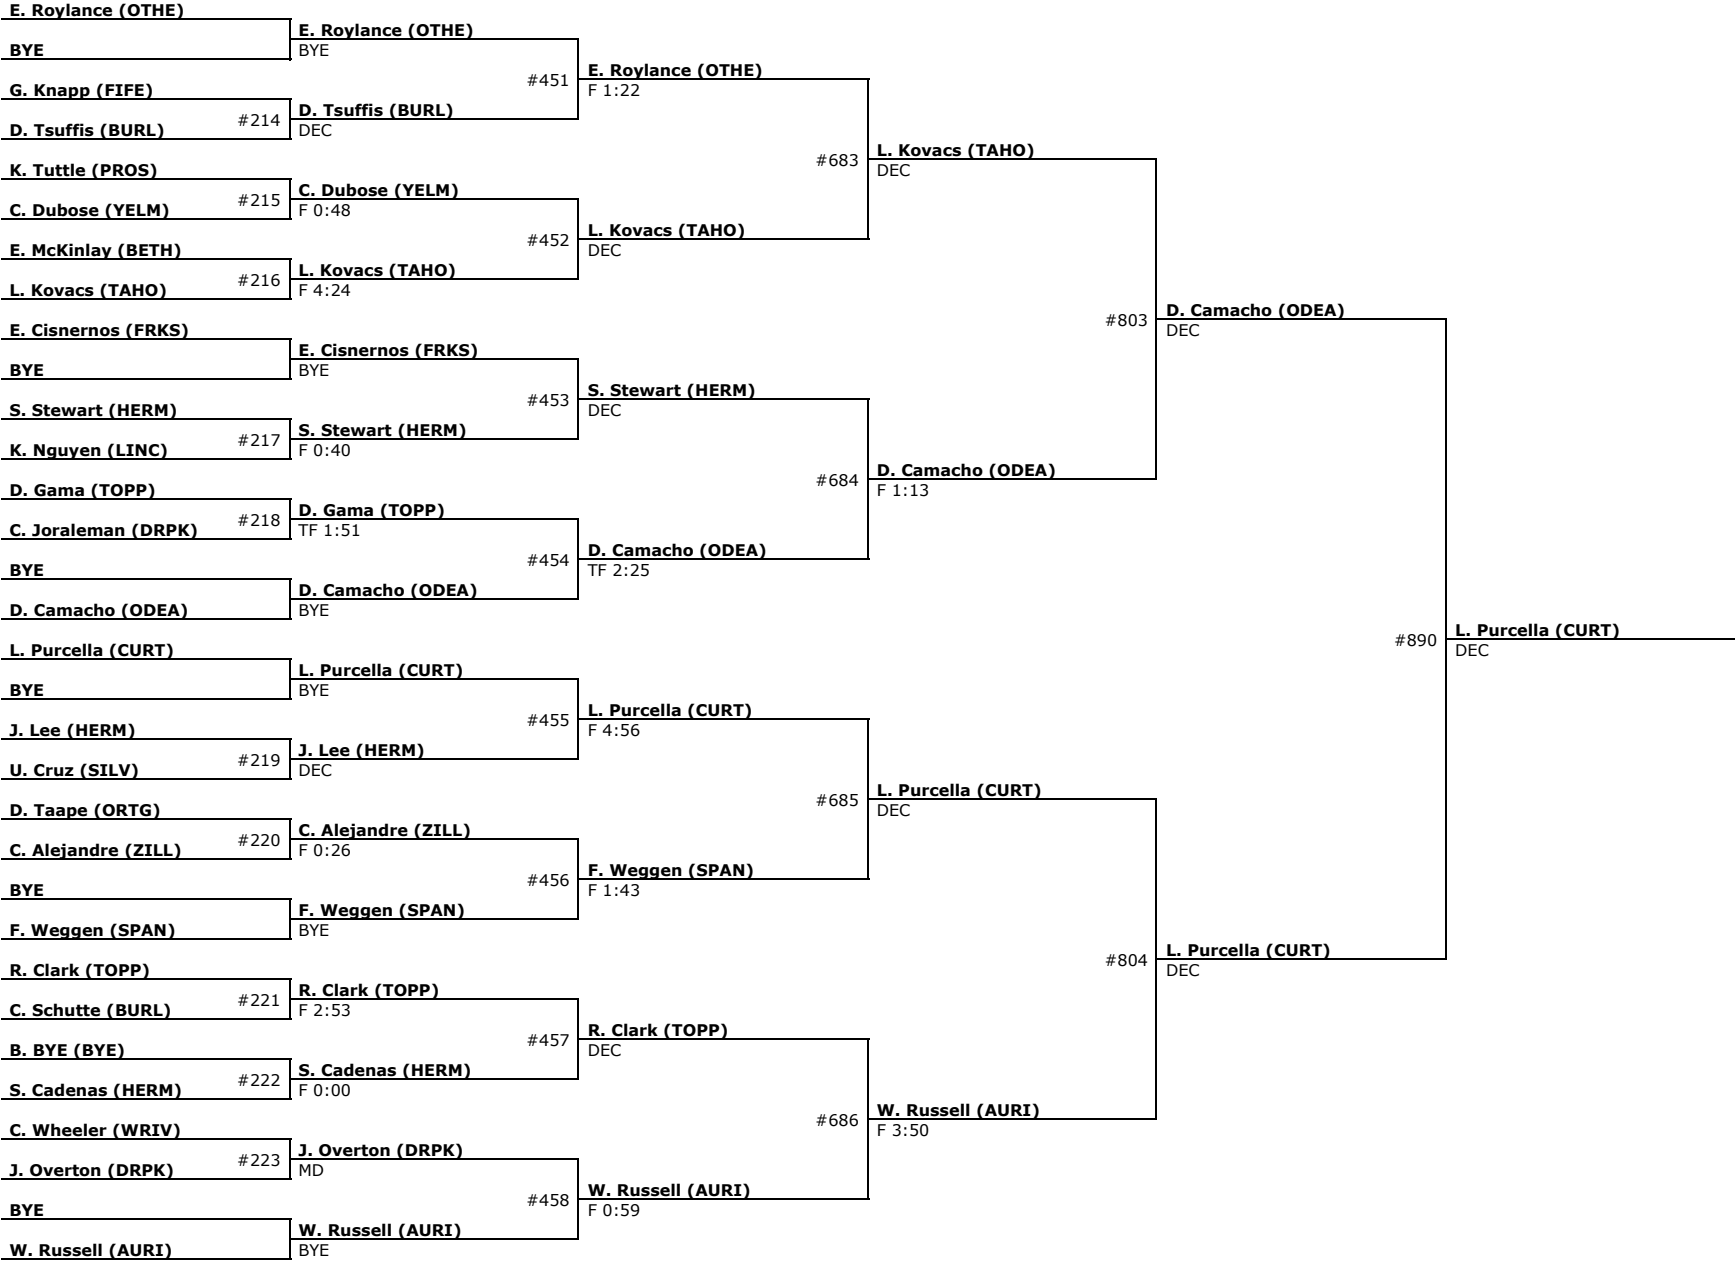 E. Roylance (OTHE)
BYE
G. Knapp (FIFE)
D. Tsuffis (BURL)
K. Tuttle (PROS)
C. Dubose (YELM)
E. McKinlay (BETH)
L. Kovacs (TAHO)
E. Cisnernos (FRKS)
BYE
S. Stewart (HERM)
K. Nguyen (LINC)
D. Gama (TOPP)
C. Joraleman (DRPK)
BYE
D. Camacho (ODEA)
L. Purcella (CURT)
BYE
J. Lee (HERM)
U. Cruz (SILV)
D. Taape (ORTG)
C. Alejandre (ZILL)
BYE
F. Weggen (SPAN)
R. Clark (TOPP)
C. Schutte (BURL)
B. BYE (BYE)
S. Cadenas (HERM)
C. Wheeler (WRIV)
J. Overton (DRPK)
BYE
W. Russell (AURI)
#214
#215
#216
#217
#218
#219
#220
#221
#222
#223
E. Roylance (OTHE)
BYE
D. Tsuffis (BURL)
DEC
C. Dubose (YELM)
F 0:48
L. Kovacs (TAHO)
F 4:24
E. Cisnernos (FRKS)
BYE
S. Stewart (HERM)
F 0:40
D. Gama (TOPP)
TF 1:51
D. Camacho (ODEA)
BYE
L. Purcella (CURT)
BYE
J. Lee (HERM)
DEC
C. Alejandre (ZILL)
F 0:26
F. Weggen (SPAN)
BYE
R. Clark (TOPP)
F 2:53
S. Cadenas (HERM)
F 0:00
J. Overton (DRPK)
MD
W. Russell (AURI)
BYE
#451
#452
#453
#454
#455
#456
#457
#458
E. Roylance (OTHE)
F 1:22
L. Kovacs (TAHO)
DEC
S. Stewart (HERM)
DEC
D. Camacho (ODEA)
TF 2:25
L. Purcella (CURT)
F 4:56
F. Weggen (SPAN)
F 1:43
R. Clark (TOPP)
DEC
W. Russell (AURI)
F 0:59
#683
#684
#685
#686
L. Kovacs (TAHO)
DEC
D. Camacho (ODEA)
F 1:13
L. Purcella (CURT)
DEC
W. Russell (AURI)
F 3:50
#803
#804
D. Camacho (ODEA)
DEC
L. Purcella (CURT)
DEC
#890
L. Purcella (CURT)
DEC